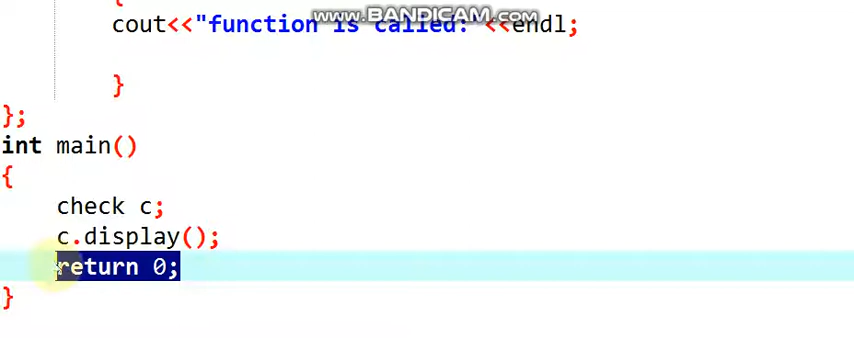 www.BANDICAM.com
{
cout<<"function is called:"<<endl;
}
};
int main()
{
check c;
c.display();
return 0;
}